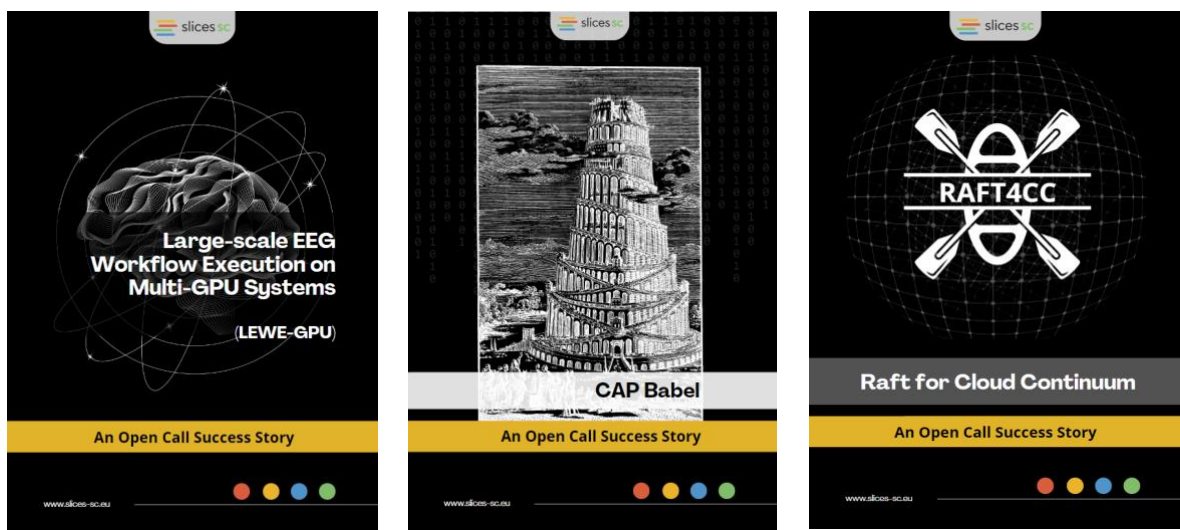 slices sc
Large-scale EEG
Workflow Execution on
Multi-GPU Systems
(LEWE-GPU)
An Open Call Success Story
www.slices-sc.eu
slices sc
CAP Babel
An Open Call Success Story
www.slices-sc.eu
slices sc
RAFT4CC
Raft for Cloud Continuum
An Open Call Success Story
www.slices-sc.eu